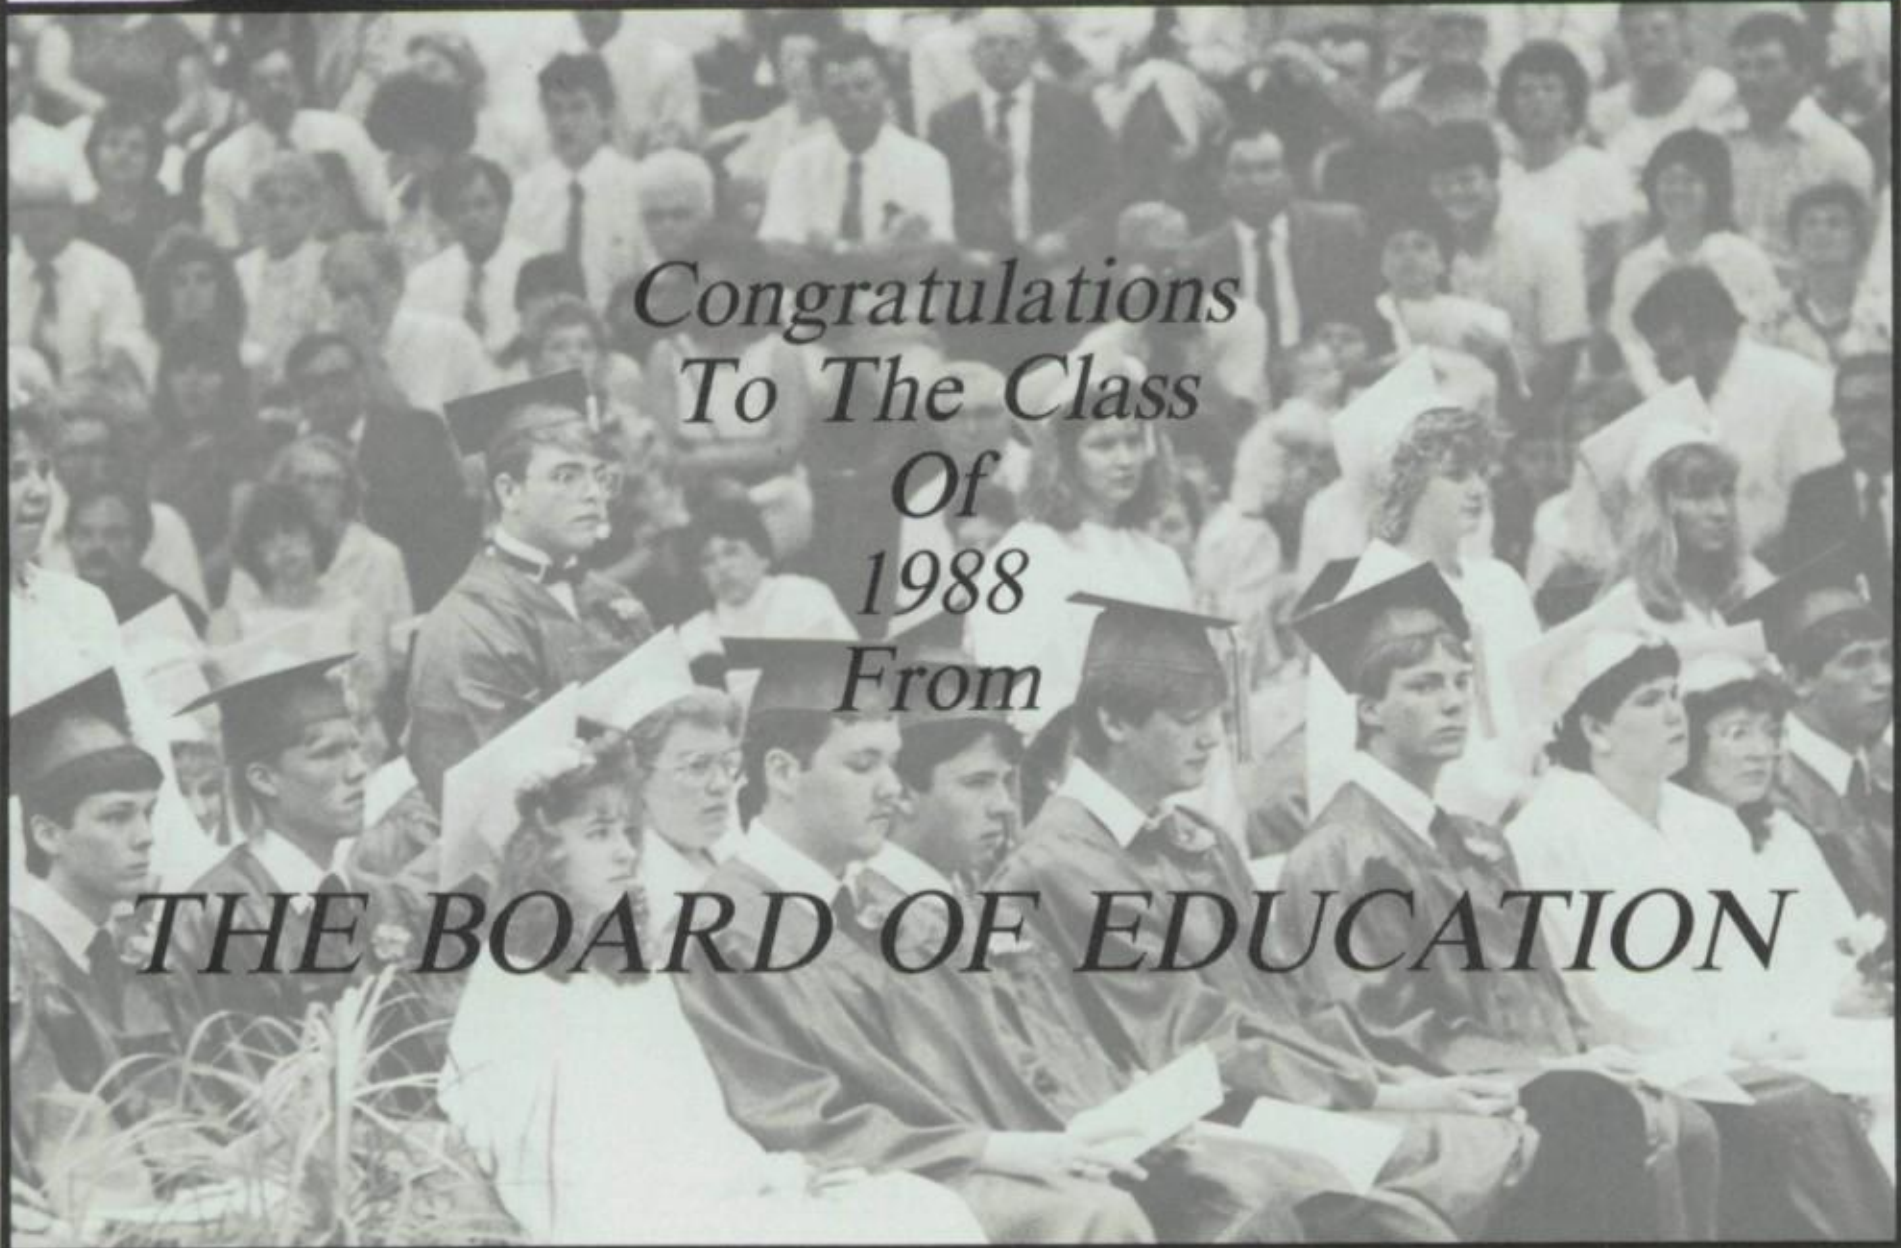 Congratulations
To The Class
Of
1988
From
THE BOARD OF EDUCATION